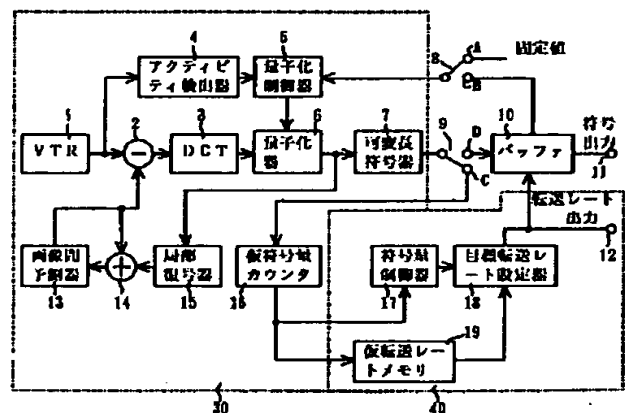 4
アクティビ
ティ検出器
5
量子化
制御器
8
A
固定値
B
1
VTR
2
3
DCT
6
量子化
器
7
可変長
符号器
9
D
C
10
バッファ
符号
出力
11
転送レート
出力
12
画像間
予測器
13
14
局部
復号器
15
仮符号量
カウンタ
16
符号量
制御器
17
目標転送レ
ート設定器
18
仮転送レー
トメモリ
19
30
40